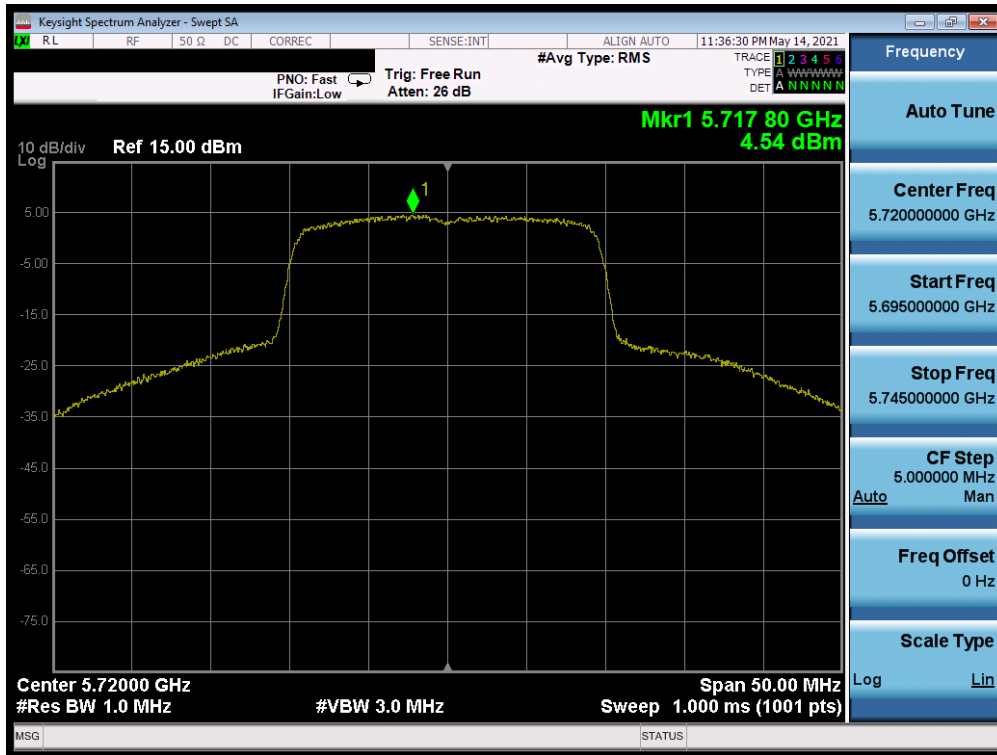 Keysight Spectrum Analyzer - Swept SA
LXI RL RF 50 Ω DC CORREC SENSE:INT ALIGN AUTO 11:36:30 PM May 14, 2021
#Avg Type: RMS
TRACE 1 2 3 4 5 6
TYPE A WWWWWW
DET A N N N N N
PNO: Fast
IFGain:Low
Trig: Free Run
Atten: 26 dB
Mkr1 5.717 80 GHz
4.54 dBm
10 dB/div Ref 15.00 dBm
Log
1
5.00
-5.00
-15.0
-25.0
-35.0
-45.0
-55.0
-65.0
-75.0
Center 5.72000 GHz
Span 50.00 MHz
#Res BW 1.0 MHz
#VBW 3.0 MHz
Sweep 1.000 ms (1001 pts)
MSG
STATUS
Frequency
Auto Tune
Center Freq
5.720000000 GHz
Start Freq
5.695000000 GHz
Stop Freq
5.745000000 GHz
CF Step
5.000000 MHz
Auto Man
Freq Offset
0 Hz
Scale Type
Log Lin